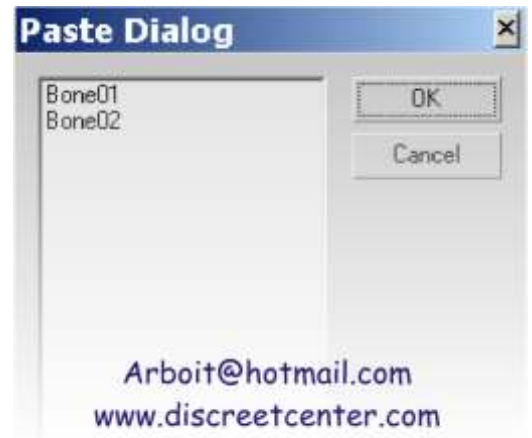 Paste Dialog
Bone01
Bone02
OK
Cancel
Arboit@hotmail.com
www.discreetcenter.com